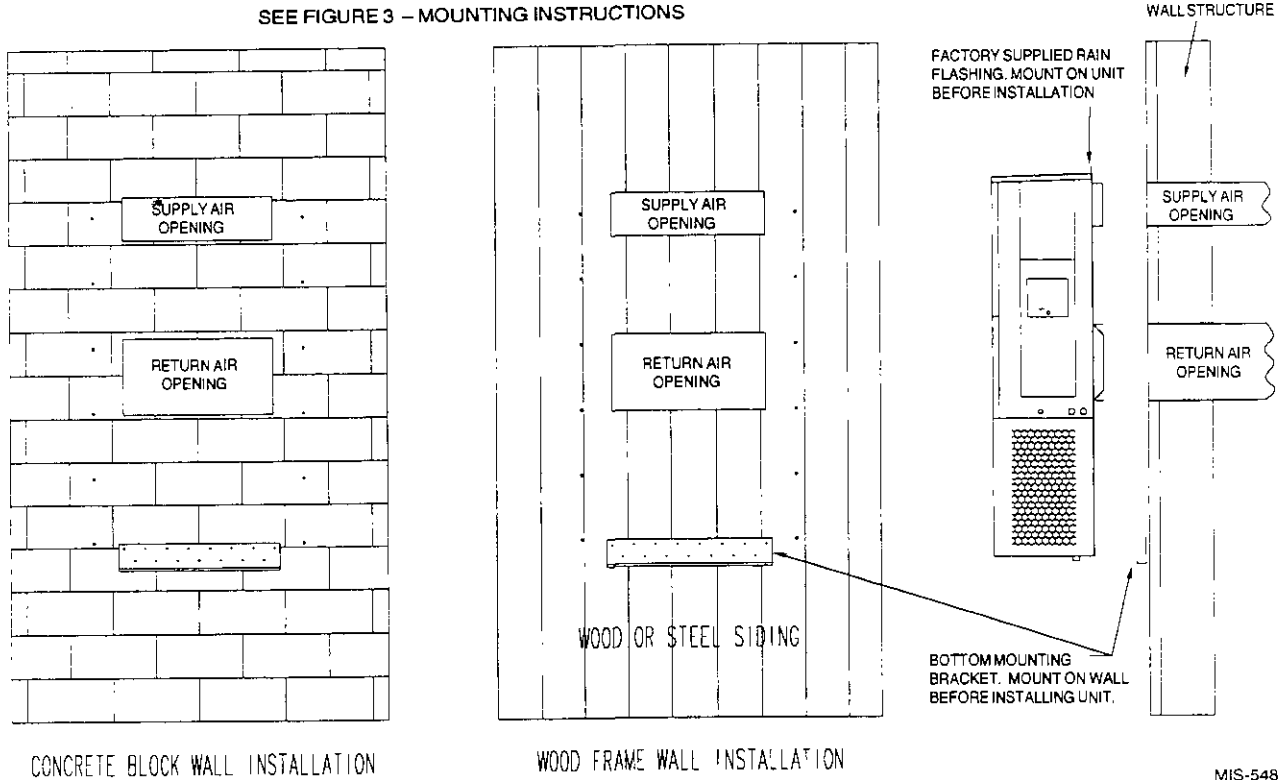 SEE FIGURE 3 – MOUNTING INSTRUCTIONS
WALL STRUCTURE
FACTORY SUPPLIED RAIN
FLASHING. MOUNT ON UNIT
BEFORE INSTALLATION
SUPPLY AIR
OPENING
SUPPLY AIR
OPENING
SUPPLY AIR
OPENING
RETURN AIR
OPENING
RETURN AIR
OPENING
RETURN AIR
OPENING
WOOD OR STEEL SIDING
BOTTOM MOUNTING
BRACKET. MOUNT ON WALL
BEFORE INSTALLING UNIT.
CONCRETE BLOCK WALL INSTALLATION
WOOD FRAME WALL INSTALLATION
MIS-548